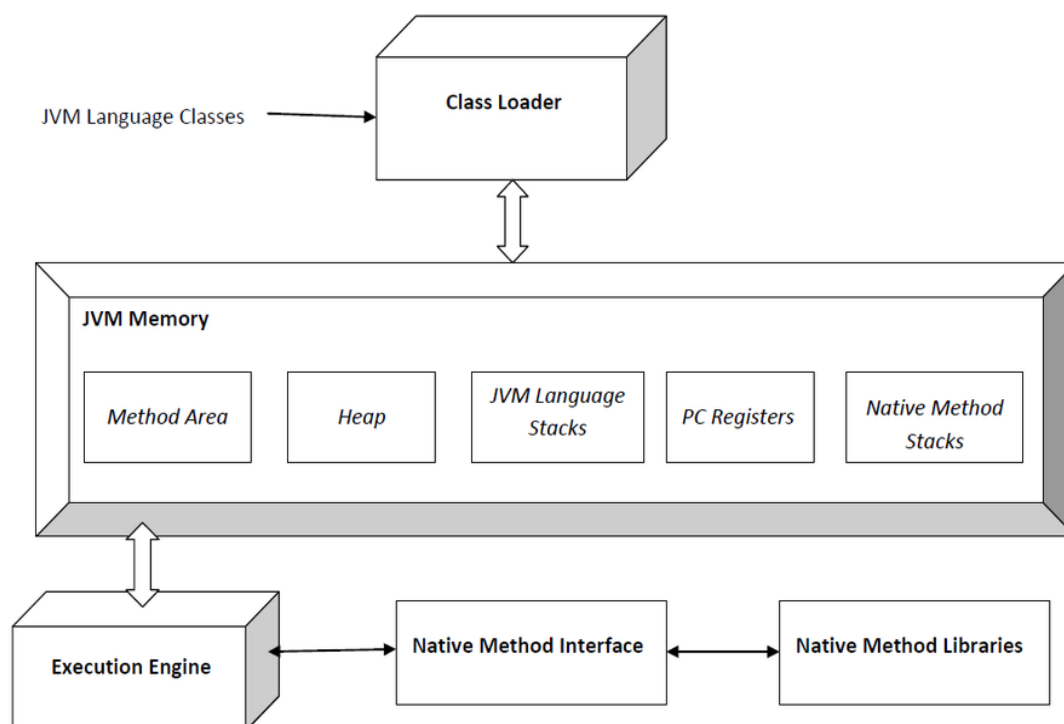 Class Loader
JVM Language Classes
JVM Memory
Method Area
Heap
JVM Language
Stacks
PC Registers
Native Method
Stacks
Execution Engine
Native Method Interface
Native Method Libraries